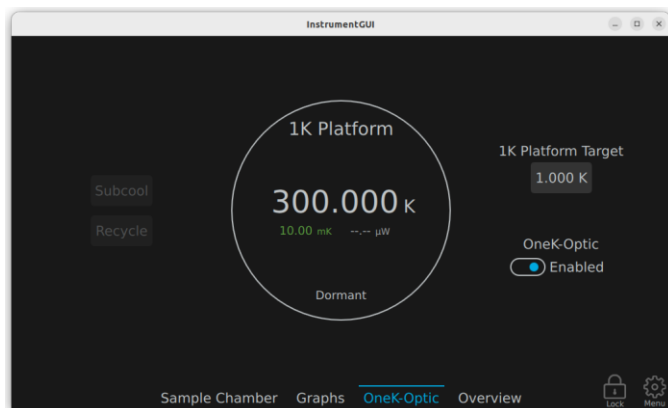 InstrumentGUI
1K Platform
300.000 K
10.00 mK --.-- µW
Dormant
Subcool
Recycle
1K Platform Target
1.000 K
OneK-Optic
Enabled
Sample Chamber Graphs OneK-Optic Overview
Lock Menu